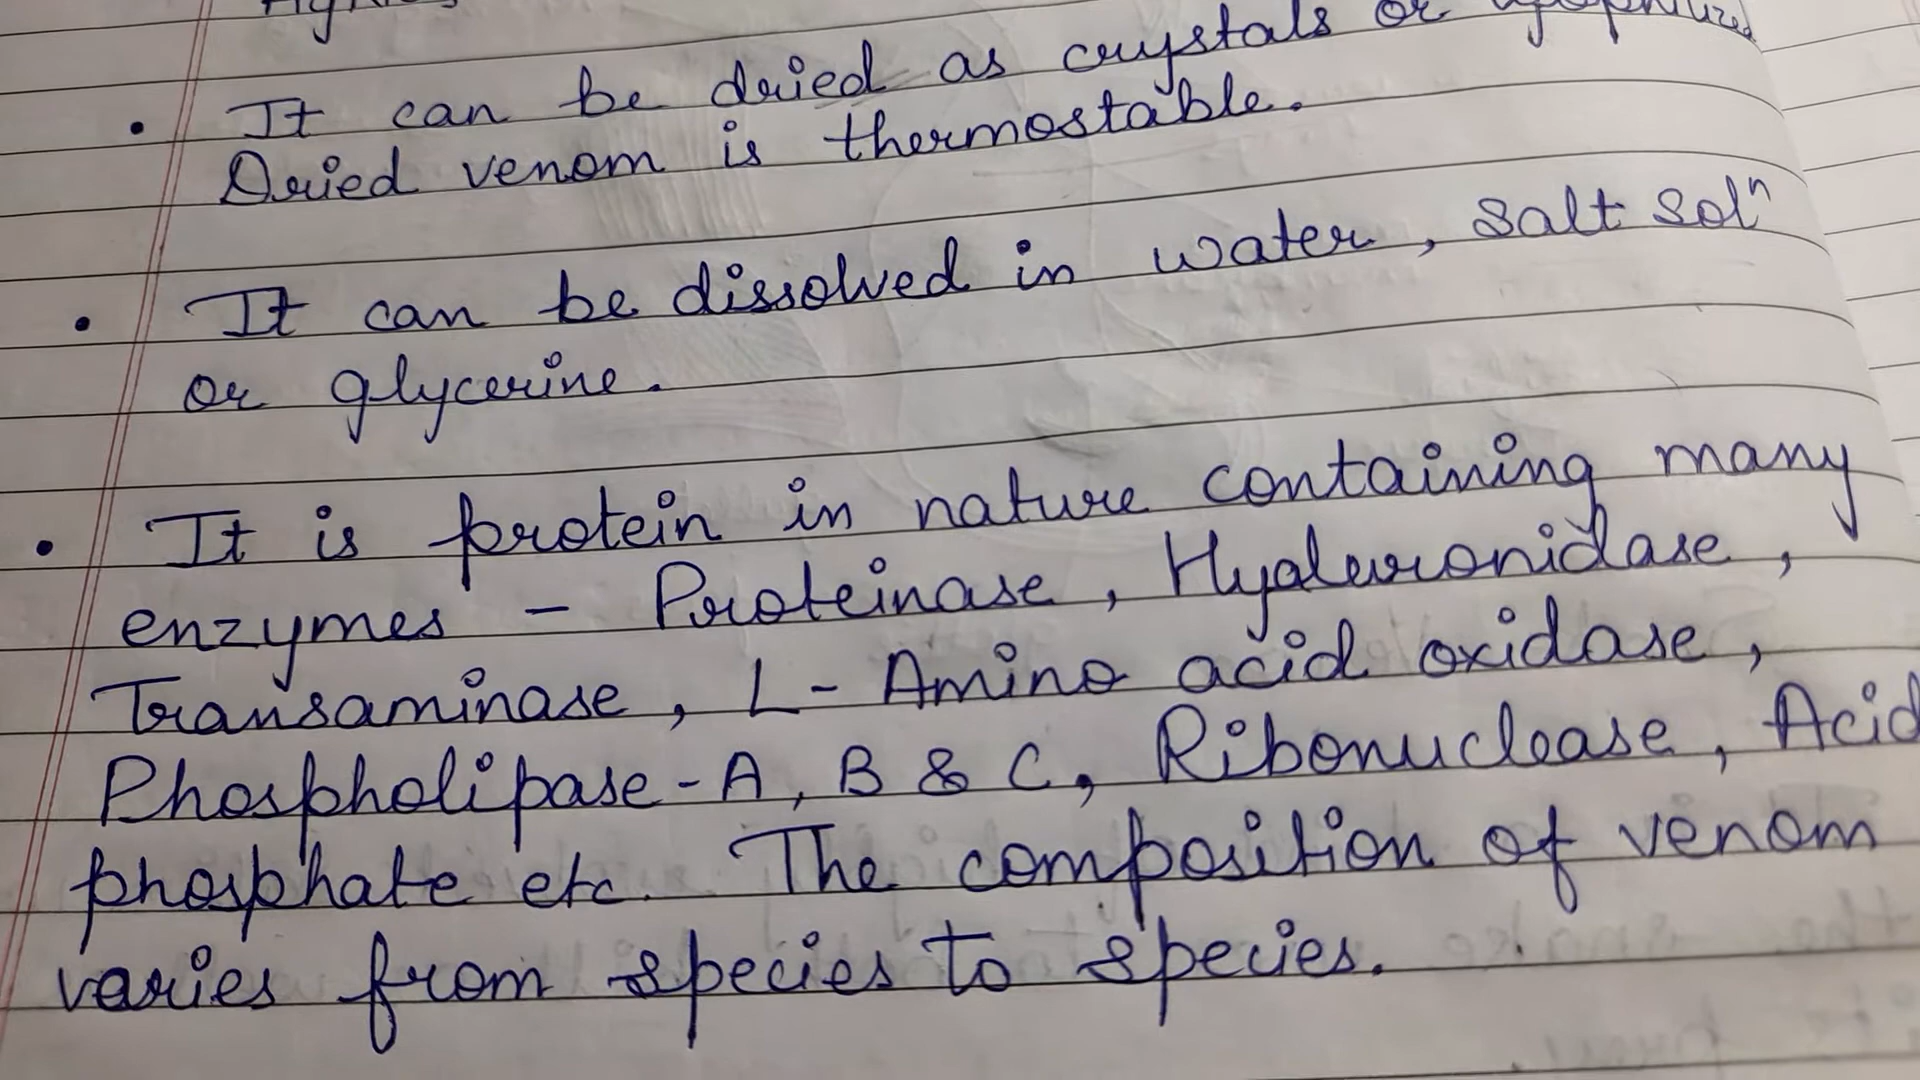 • It can be dried as crystals or lyophilized
Dried venom is thermostable.
• It can be dissolved in water, salt solⁿ
or glycerine.
• It is protein in nature containing many
enzymes - Proteinase, Hyaluronidase,
Transaminase, L-Amino acid oxidase,
Phospholipase-A, B & C, Ribonuclease, Acid
phosphate etc. The composition of venom
varies from species to species.